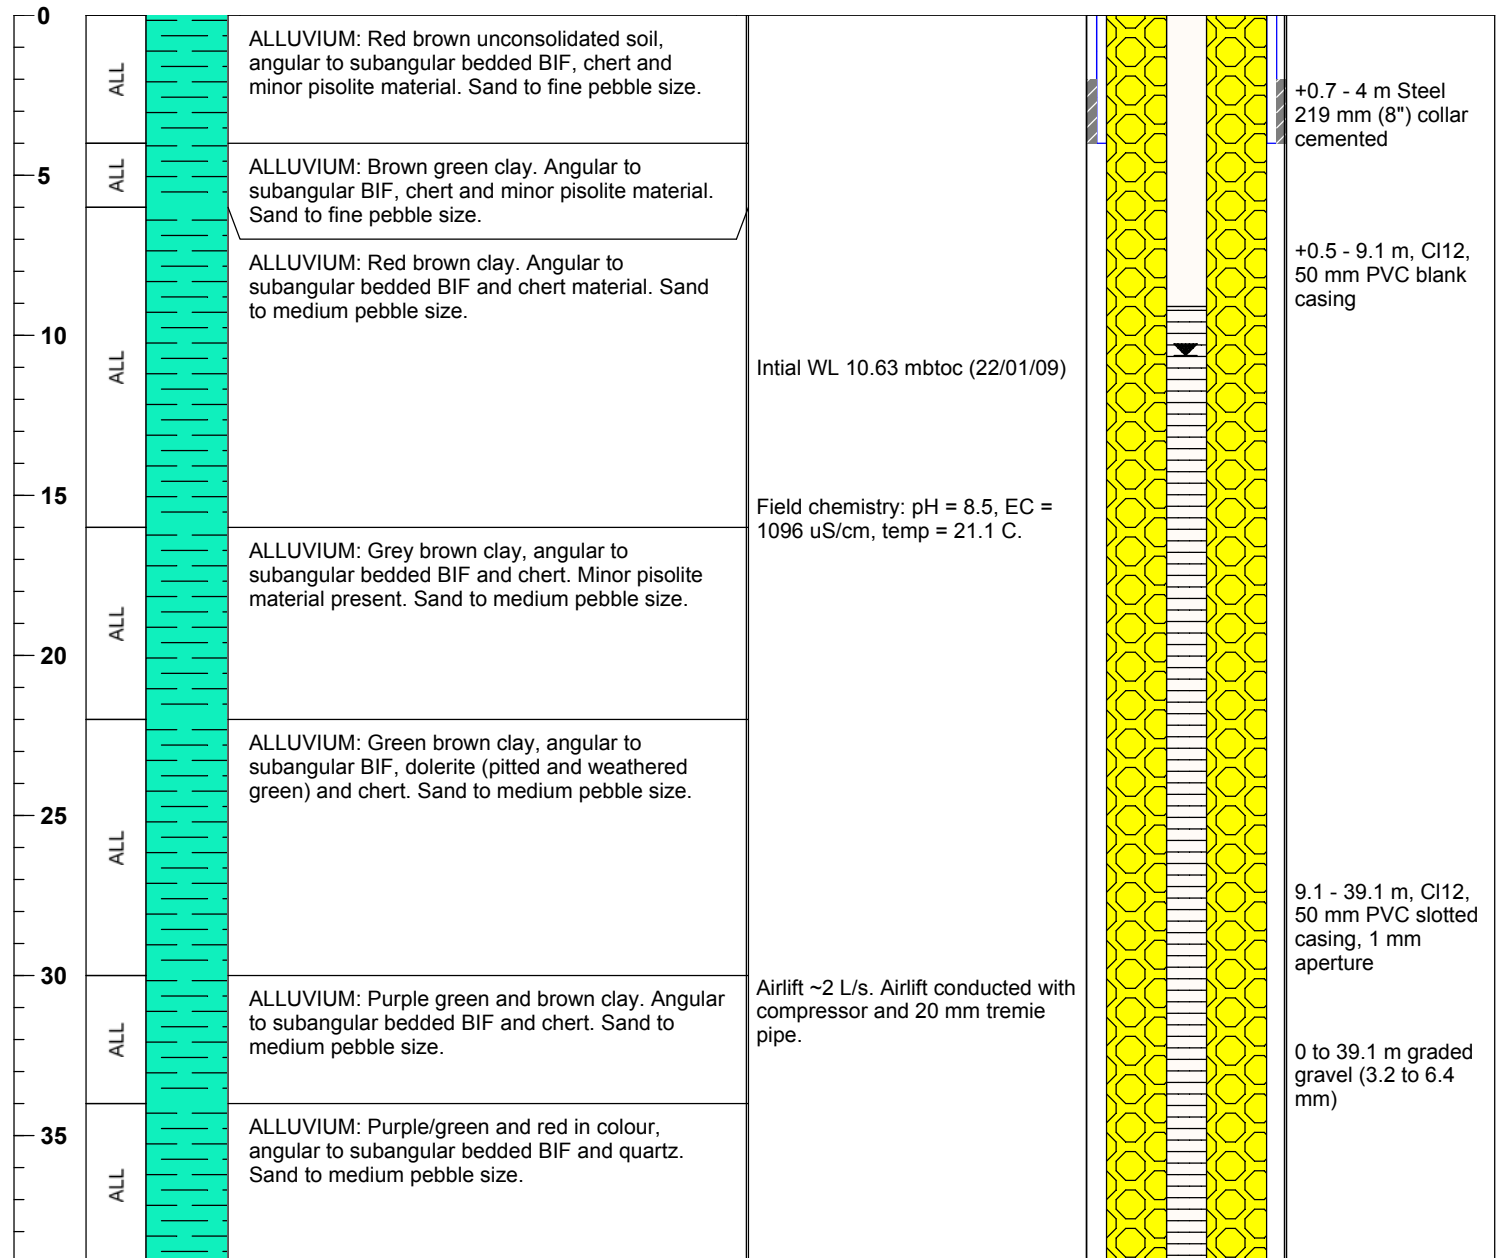 0
5
10
15
20
25
30
35
ALL
ALL
ALL
ALL
ALL
ALL
ALL
ALLUVIUM: Red brown unconsolidated soil,
angular to subangular bedded BIF, chert and
minor pisolite material. Sand to fine pebble size.
ALLUVIUM: Brown green clay. Angular to
subangular BIF, chert and minor pisolite material.
Sand to fine pebble size.
ALLUVIUM: Red brown clay. Angular to
subangular bedded BIF and chert material. Sand
to medium pebble size.
ALLUVIUM: Grey brown clay, angular to
subangular bedded BIF and chert. Minor pisolite
material present. Sand to medium pebble size.
ALLUVIUM: Green brown clay, angular to
subangular BIF, dolerite (pitted and weathered
green) and chert. Sand to medium pebble size.
ALLUVIUM: Purple green and brown clay. Angular
to subangular bedded BIF and chert. Sand to
medium pebble size.
ALLUVIUM: Purple/green and red in colour,
angular to subangular bedded BIF and quartz.
Sand to medium pebble size.
Intial WL 10.63 mbtoc (22/01/09)
Field chemistry: pH = 8.5, EC =
1096 uS/cm, temp = 21.1 C.
Airlift ~2 L/s. Airlift conducted with
compressor and 20 mm tremie
pipe.
+0.7 - 4 m Steel
219 mm (8") collar
cemented
+0.5 - 9.1 m, Cl12,
50 mm PVC blank
casing
9.1 - 39.1 m, Cl12,
50 mm PVC slotted
casing, 1 mm
aperture
0 to 39.1 m graded
gravel (3.2 to 6.4
mm)